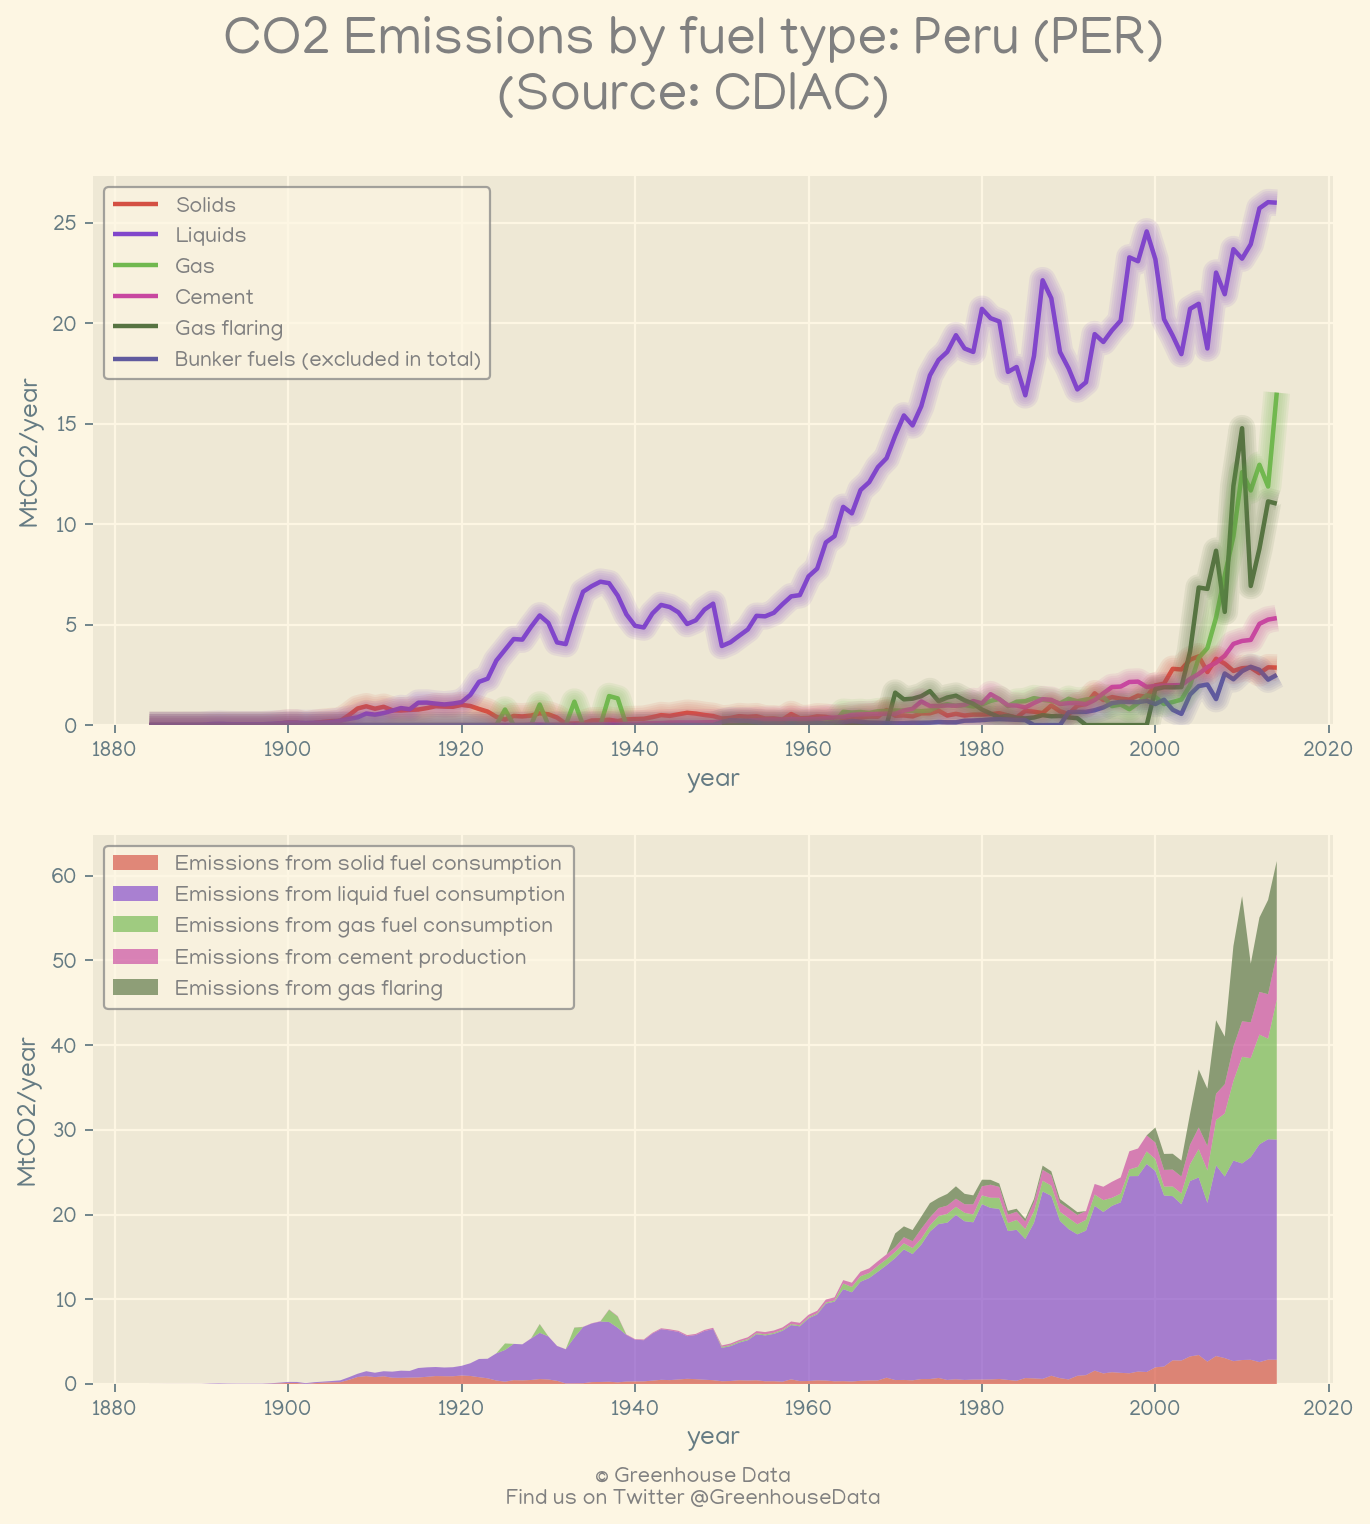 CO2 Emissions by fuel type: Peru (PER)
(Source: CDIAC)
Solids
Liquids
Gas
Cement
Gas flaring
Bunker fuels (excluded in total)
MtCO2/year
25
20
15
10
5
0
1880 1900 1920 1940 1960 1980 2000 2020
year
Emissions from solid fuel consumption
Emissions from liquid fuel consumption
Emissions from gas fuel consumption
Emissions from cement production
Emissions from gas flaring
MtCO2/year
60
50
40
30
20
10
0
1880 1900 1920 1940 1960 1980 2000 2020
year
© Greenhouse Data
Find us on Twitter @GreenhouseData